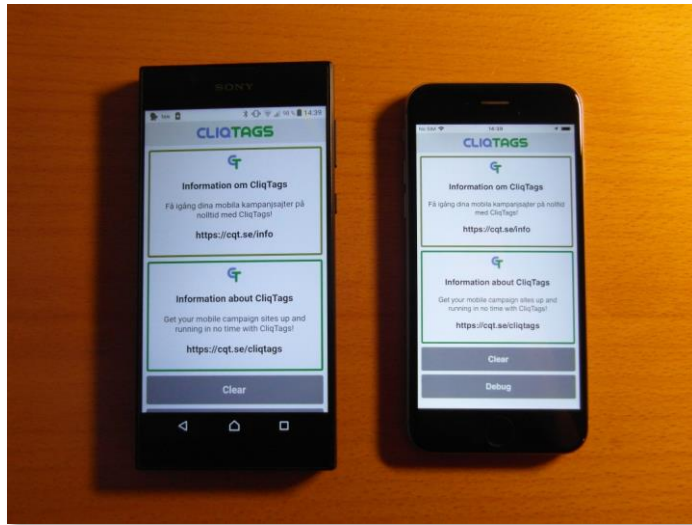 SONY
14:39
CLIQTAGS
Information om CliqTags
Få igång dina mobila kampanjsajter på
nolltid med CliqTags!
https://cqt.se/info
Information about CliqTags
Get your mobile campaign sites up and
running in no time with CliqTags!
https://cqt.se/cliqtags
Clear
14:39
CLIQTAGS
Information om CliqTags
Få igång dina mobila kampanjsajter på nolltid
med CliqTags!
https://cqt.se/info
Information about CliqTags
Get your mobile campaign sites up and
running in no time with CliqTags!
https://cqt.se/cliqtags
Clear
Debug